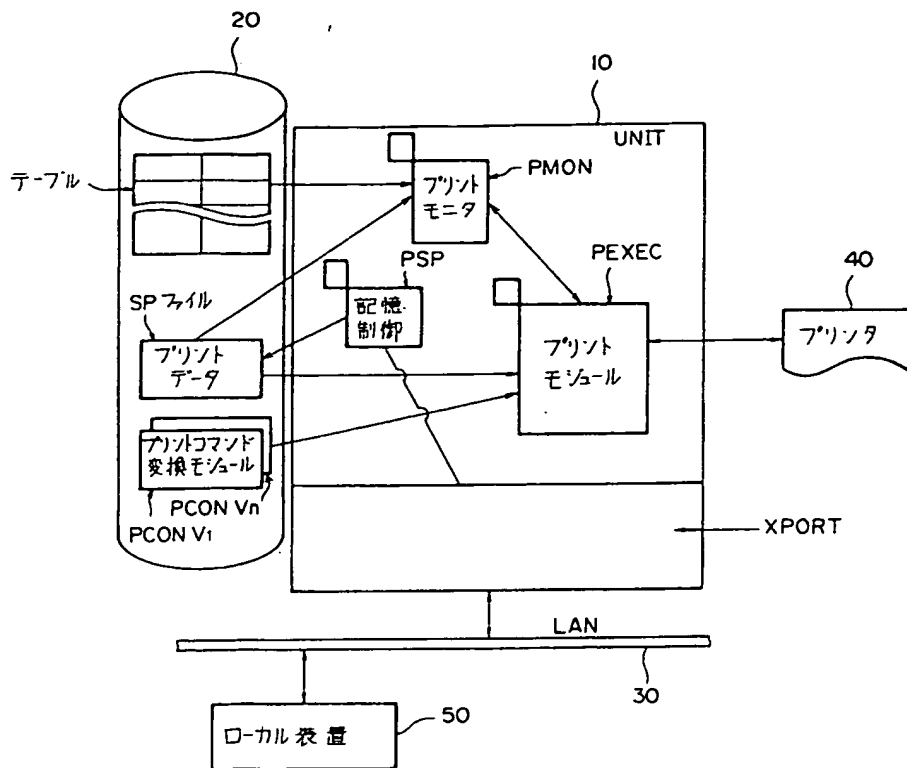 20
10
UNIT
テーブル
プリント
モニタ
PMON
PSP
PEXEC
40
SPファイル
記憶
制御
プリンタ
プリント
データ
プリント
モジュール
プリントコマンド
変換モジュール
PCON Vn
PCON V1
XPORT
LAN
30
ローカル装置
50